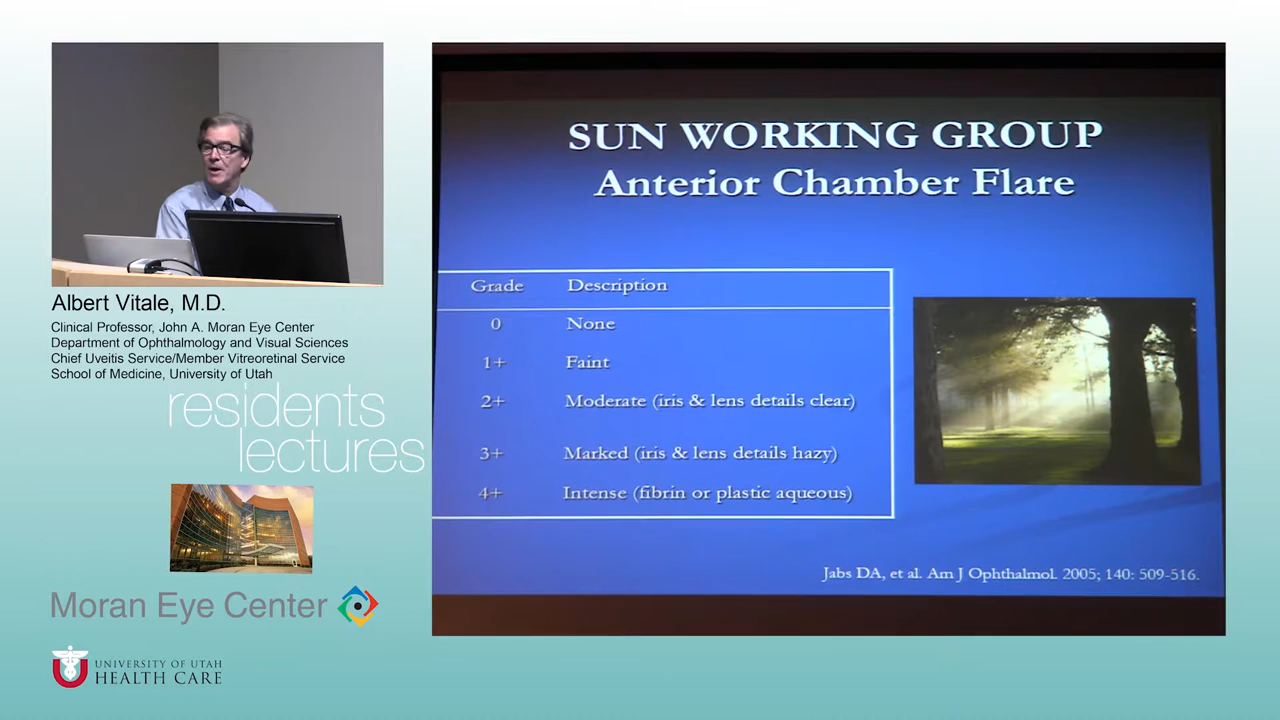 Albert Vitale, M.D.
Clinical Professor, John A. Moran Eye Center
Department of Ophthalmology and Visual Sciences
Chief Uveitis Service/Member Vitreoretinal Service
School of Medicine, University of Utah
residents
lectures
Moran Eye Center
UNIVERSITY OF UTAH
HEALTH CARE
SUN WORKING GROUP
Anterior Chamber Flare
Grade Description
0 None
1+ Faint
2+ Moderate (iris & lens details clear)
3+ Marked (iris & lens details hazy)
4+ Intense (fibrin or plastic aqueous)
Jabs DA, et al. Am J Ophthalmol. 2005; 140: 509-516.